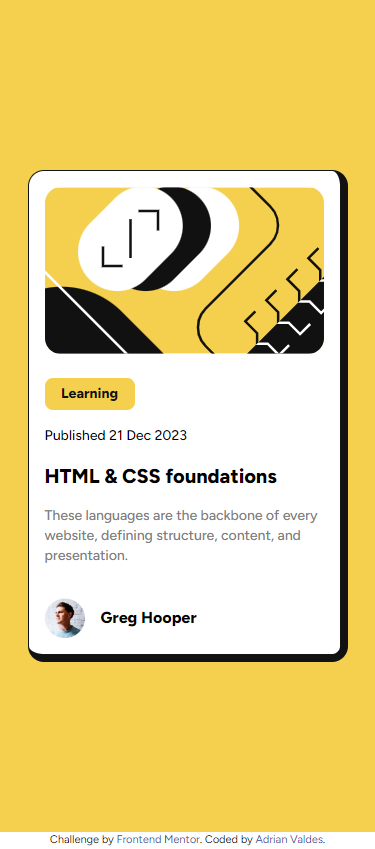 Learning
Published 21 Dec 2023
HTML & CSS foundations
These languages are the backbone of every
website, defining structure, content, and
presentation.
Greg Hooper
Challenge by Frontend Mentor. Coded by Adrian Valdes.